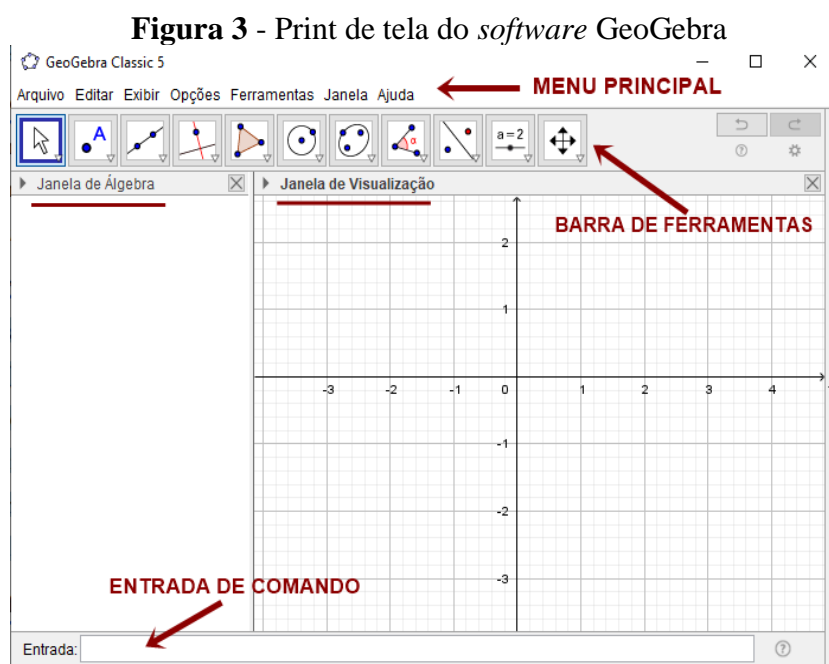 Figura 3 - Print de tela do software GeoGebra
GeoGebra Classic 5
Arquivo Editar Exibir Opções Ferramentas Janela Ajuda
MENU PRINCIPAL
A
α
a=2
Janela de Álgebra
Janela de Visualização
BARRA DE FERRAMENTAS
2
1
-3 -2 -1 0 1 2 3 4
-1
-2
-3
ENTRADA DE COMANDO
Entrada: